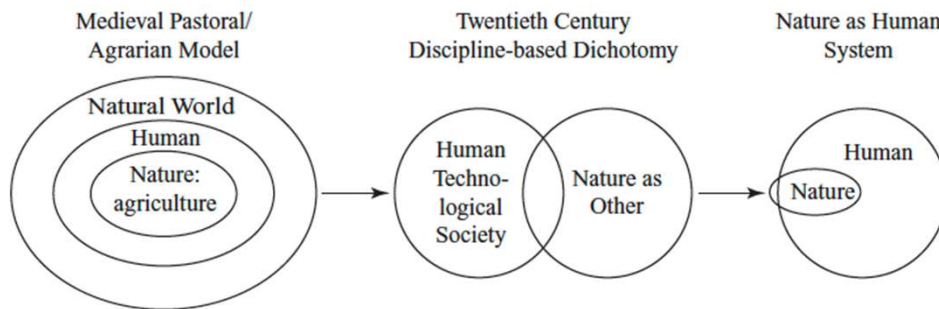 Medieval Pastoral/
Agrarian Model
Natural World
Human
Nature:
agriculture
Twentieth Century
Discipline-based Dichotomy
Human
Techno-
logical
Society
Nature as
Other
Nature as Human
System
Human
Nature